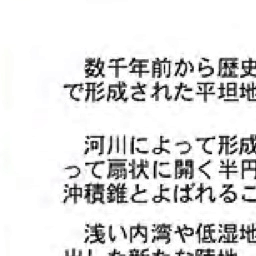 数千年前から歴史
で形成された平坦地
河川によって形成
って扇状に開く半円
沖積錐とよばれるこ
浅い内湾や低湿地
出した新たな陸地